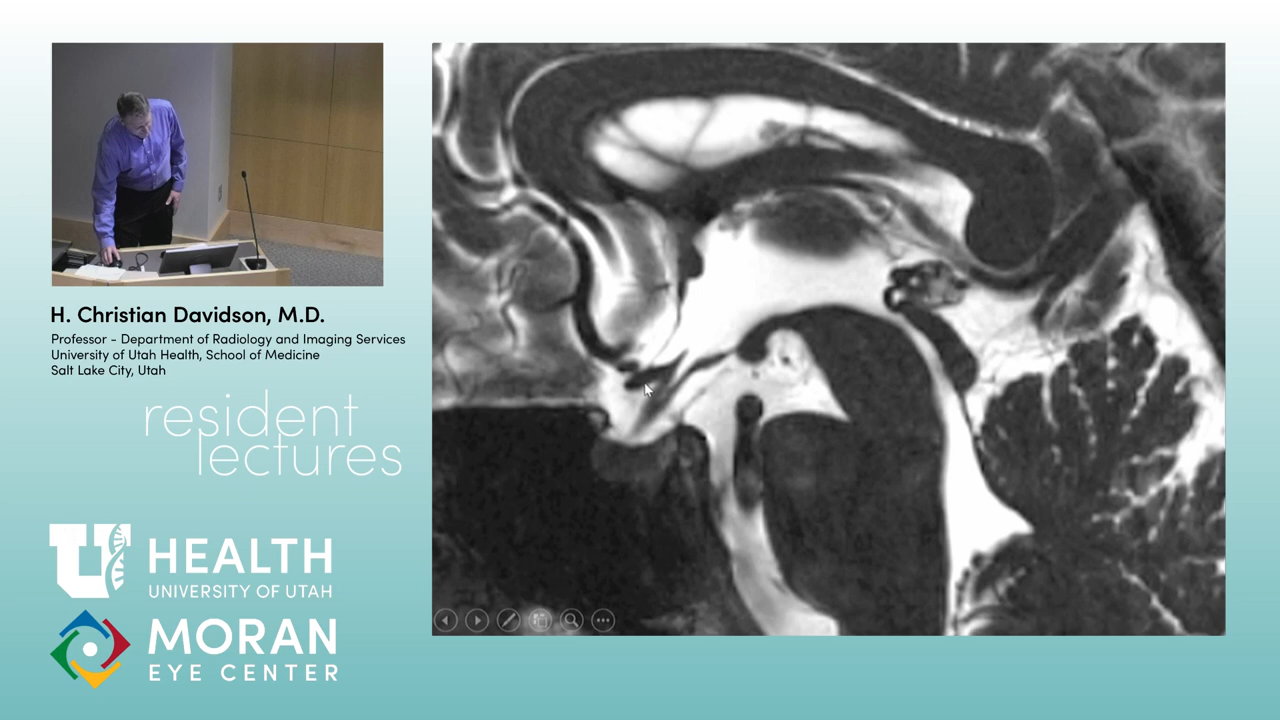 H. Christian Davidson, M.D.
Professor - Department of Radiology and Imaging Services
University of Utah Health, School of Medicine
Salt Lake City, Utah
resident
lectures
U HEALTH
UNIVERSITY OF UTAH
MORAN
EYE CENTER